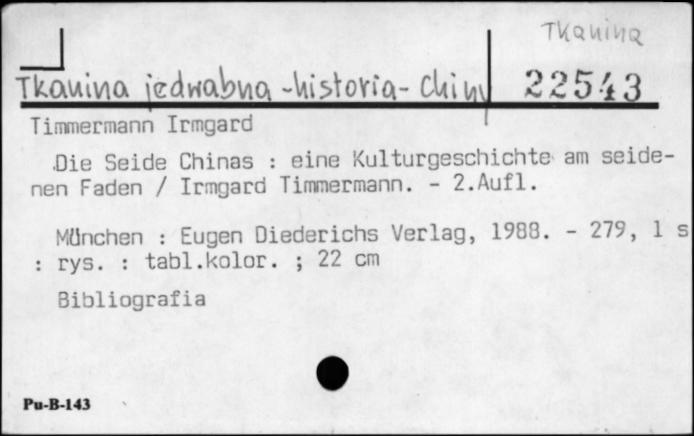 Tkanina
Tkanina jedwabna - historia - Chiny 22543
Timmermann Irmgard
Die Seide Chinas : eine Kulturgeschichte am seide-
nen Faden / Irmgard Timmermann. - 2.Aufl.
München : Eugen Diederichs Verlag, 1988. - 279, 1 s
: rys. : tabl.kolor. ; 22 cm
Bibliografia
Pu-B-143